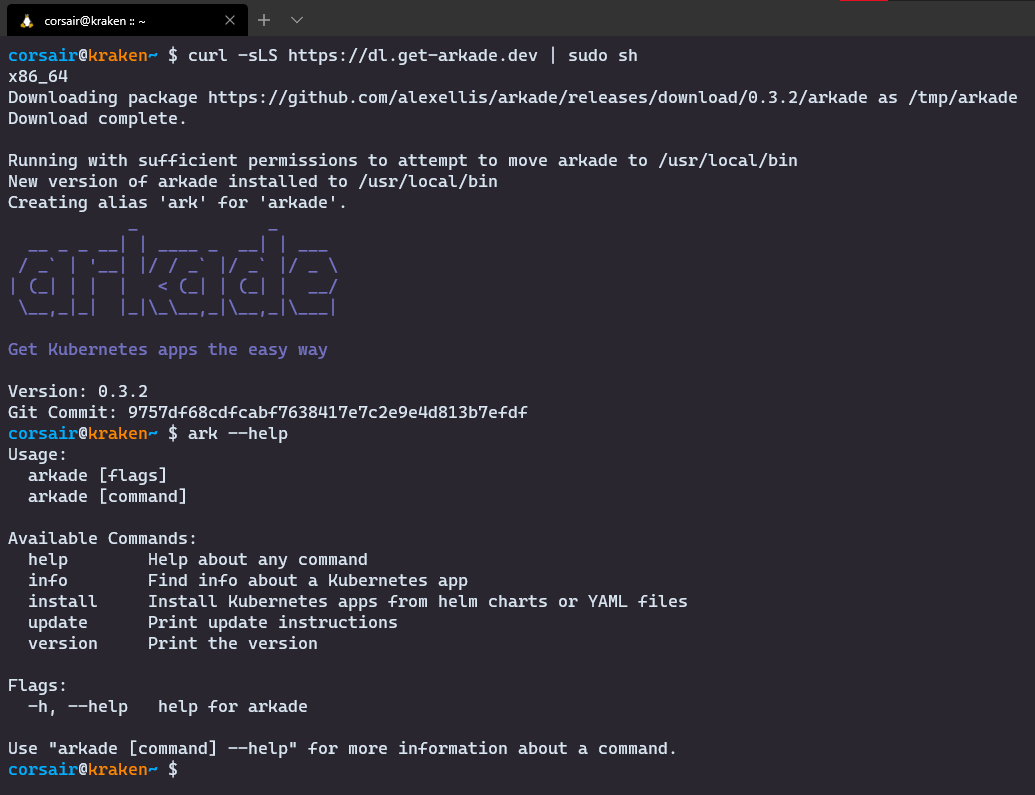 corsair@kraken :: ~
corsair@kraken~ $ curl -sLS https://dl.get-arkade.dev | sudo sh
x86_64
Downloading package https://github.com/alexellis/arkade/releases/download/0.3.2/arkade as /tmp/arkade
Download complete.
Running with sufficient permissions to attempt to move arkade to /usr/local/bin
New version of arkade installed to /usr/local/bin
Creating alias 'ark' for 'arkade'.
arkade
Get Kubernetes apps the easy way
Version: 0.3.2
Git Commit: 9757df68cdfcabf7638417e7c2e9e4d813b7efdf
corsair@kraken~ $ ark --help
Usage:
  arkade [flags]
  arkade [command]
Available Commands:
  help        Help about any command
  info        Find info about a Kubernetes app
  install     Install Kubernetes apps from helm charts or YAML files
  update      Print update instructions
  version     Print the version
Flags:
  -h, --help   help for arkade
Use "arkade [command] --help" for more information about a command.
corsair@kraken~ $